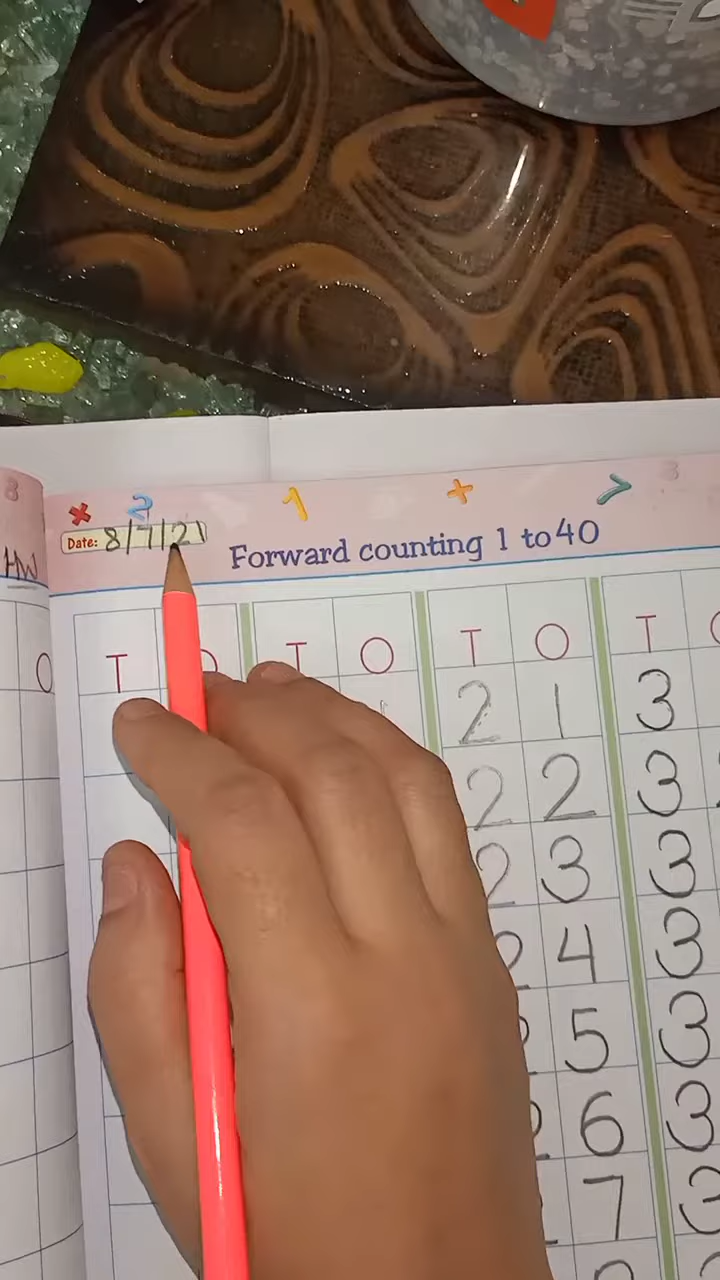 Date: 8/7/21
Forward counting 1 to 40
HW
T T O T O T
O 2 1 3
2 2 3
2 3 3
2 4 3
5 3
6 3
7 3